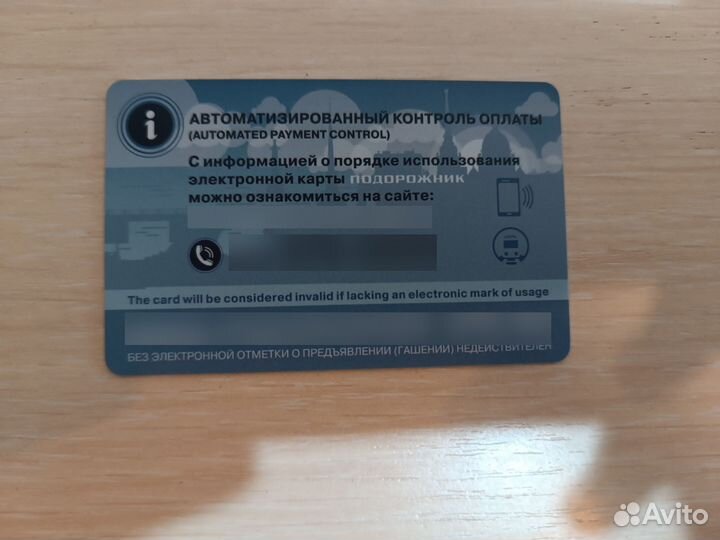 АВТОМАТИЗИРОВАННЫЙ КОНТРОЛЬ ОПЛАТЫ
(AUTOMATED PAYMENT CONTROL)
С информацией о порядке использования
электронной карты ПОДОРОЖНИК
можно ознакомиться на сайте:
The card will be considered invalid if lacking an electronic mark of usage
БЕЗ ЭЛЕКТРОННОЙ ОТМЕТКИ О ПРЕДЪЯВЛЕНИИ (ГАШЕНИИ) НЕДЕЙСТВИТЕЛЕН
Avito